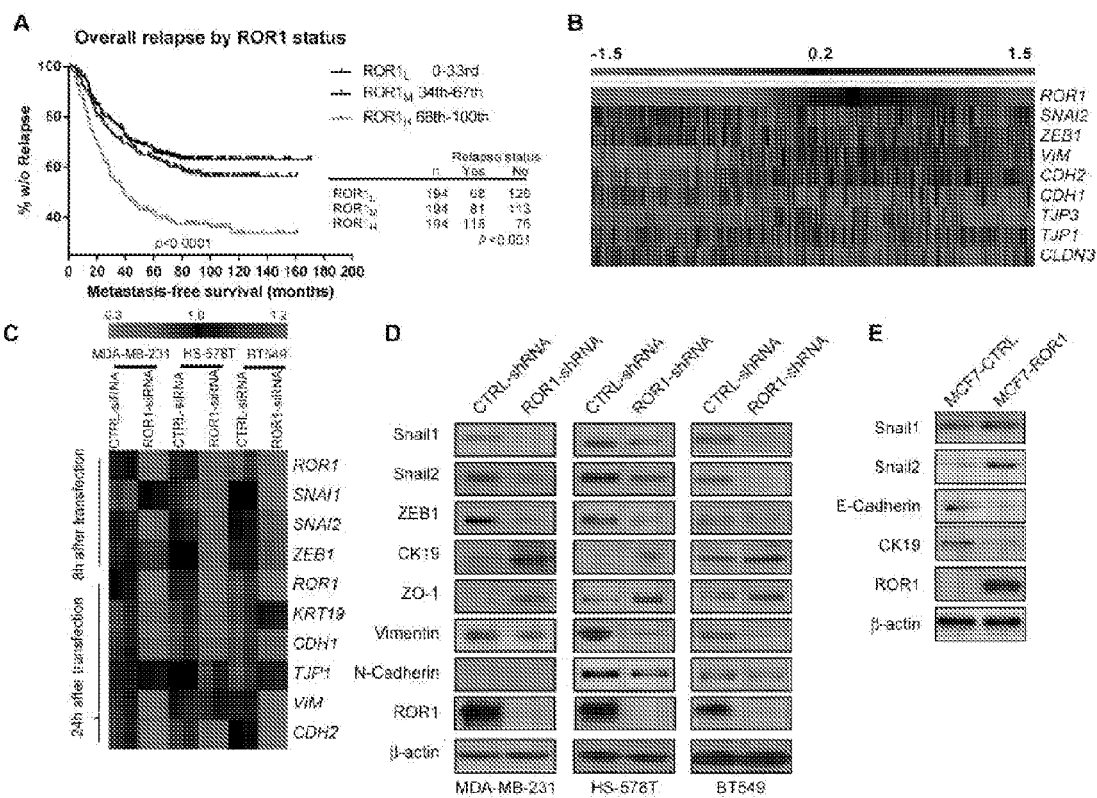 A
Overall relapse by ROR1 status
100
80
60
40
% w/o Relapse
p<0.0001
0 20 40 60 80 100 120 140 160 180 200
Metastasis-free survival (months)
ROR1L 0-33rd
ROR1M 34th-67th
ROR1H 68th-100th
Relapse status
n Yes No
ROR1L 194 68 126
ROR1M 194 81 113
ROR1H 194 118 76
P<0.001
B
-1.5 0.2 1.5
ROR1
SNAI2
ZEB1
VIM
CDH2
CDH1
TJP3
TJP1
CLDN3
C
1.0
MDA-MB-231 HS-578T BT549
CTRL-siRNA
ROR1-siRNA
CTRL-siRNA
ROR1-siRNA
CTRL-siRNA
ROR1-siRNA
8h after transfection
ROR1
SNAI1
SNAI2
ZEB1
24h after transfection
ROR1
KRT19
CDH1
TJP1
VIM
CDH2
D
CTRL-shRNA
ROR1-shRNA
CTRL-shRNA
ROR1-shRNA
CTRL-shRNA
ROR1-shRNA
Snail1
Snail2
ZEB1
CK19
ZO-1
Vimentin
N-Cadherin
ROR1
β-actin
MDA-MB-231 HS-578T BT549
E
MCF7-CTRL
MCF7-ROR1
Snail1
Snail2
E-Cadherin
CK19
ROR1
β-actin